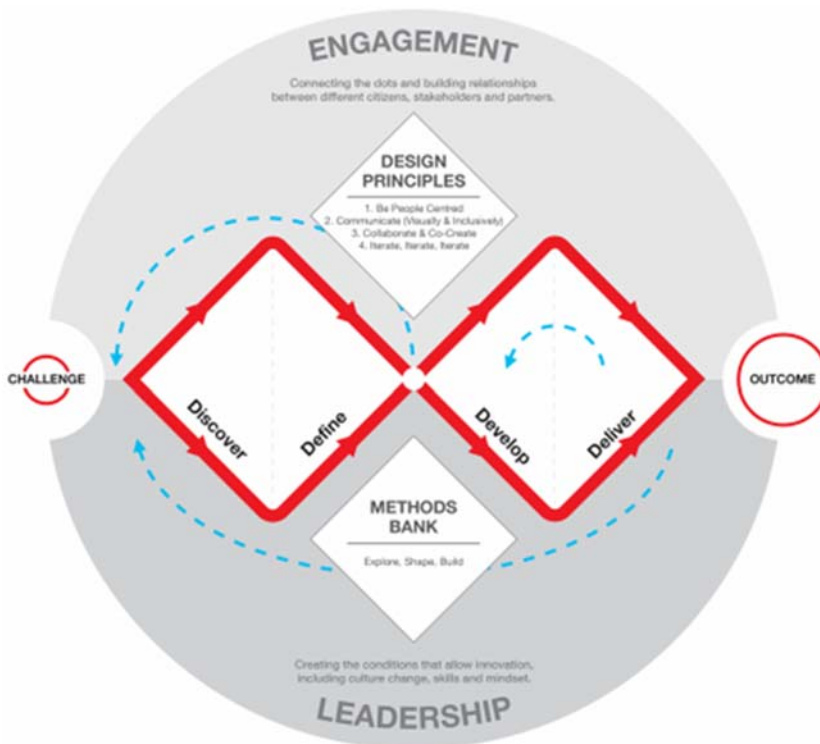 ENGAGEMENT
Connecting the dots and building relationships
between different citizens, stakeholders and partners.
DESIGN
PRINCIPLES
1. Be People Centred
2. Communicate (Visually & Inclusively)
3. Collaborate & Co-Create
4. Iterate, Iterate, Iterate
CHALLENGE
Discover
Define
Develop
Deliver
OUTCOME
METHODS
BANK
Explore, Shape, Build
Creating the conditions that allow innovation,
including culture change, skills and mindset.
LEADERSHIP